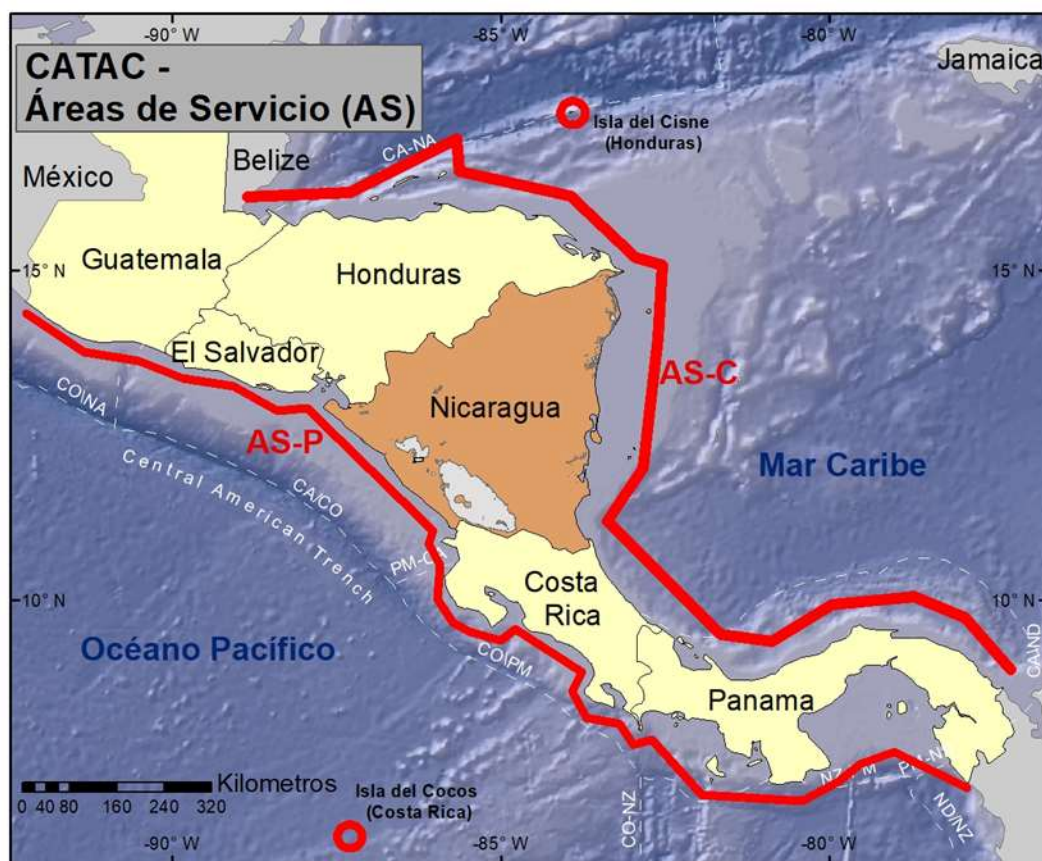 -90° W
-85° W
-80° W
CATAC -
Áreas de Servicio (AS)
Jamaica
Isla del Cisne
(Honduras)
CA-NA
Belize
México
Guatemala
15° N
Honduras
15° N
El Salvador
AS-C
CO\NA
Nicaragua
AS-P
Mar Caribe
CA/CO
Central American Trench
PM-CA
10° N
Costa
Rica
10° N
CA\ND
Océano Pacífico
CO\PM
Panama
Kilometros
0 40 80 160 240 320
Isla del Cocos
(Costa Rica)
CO-NZ
ND/NZ
-90° W
-85° W
-80° W